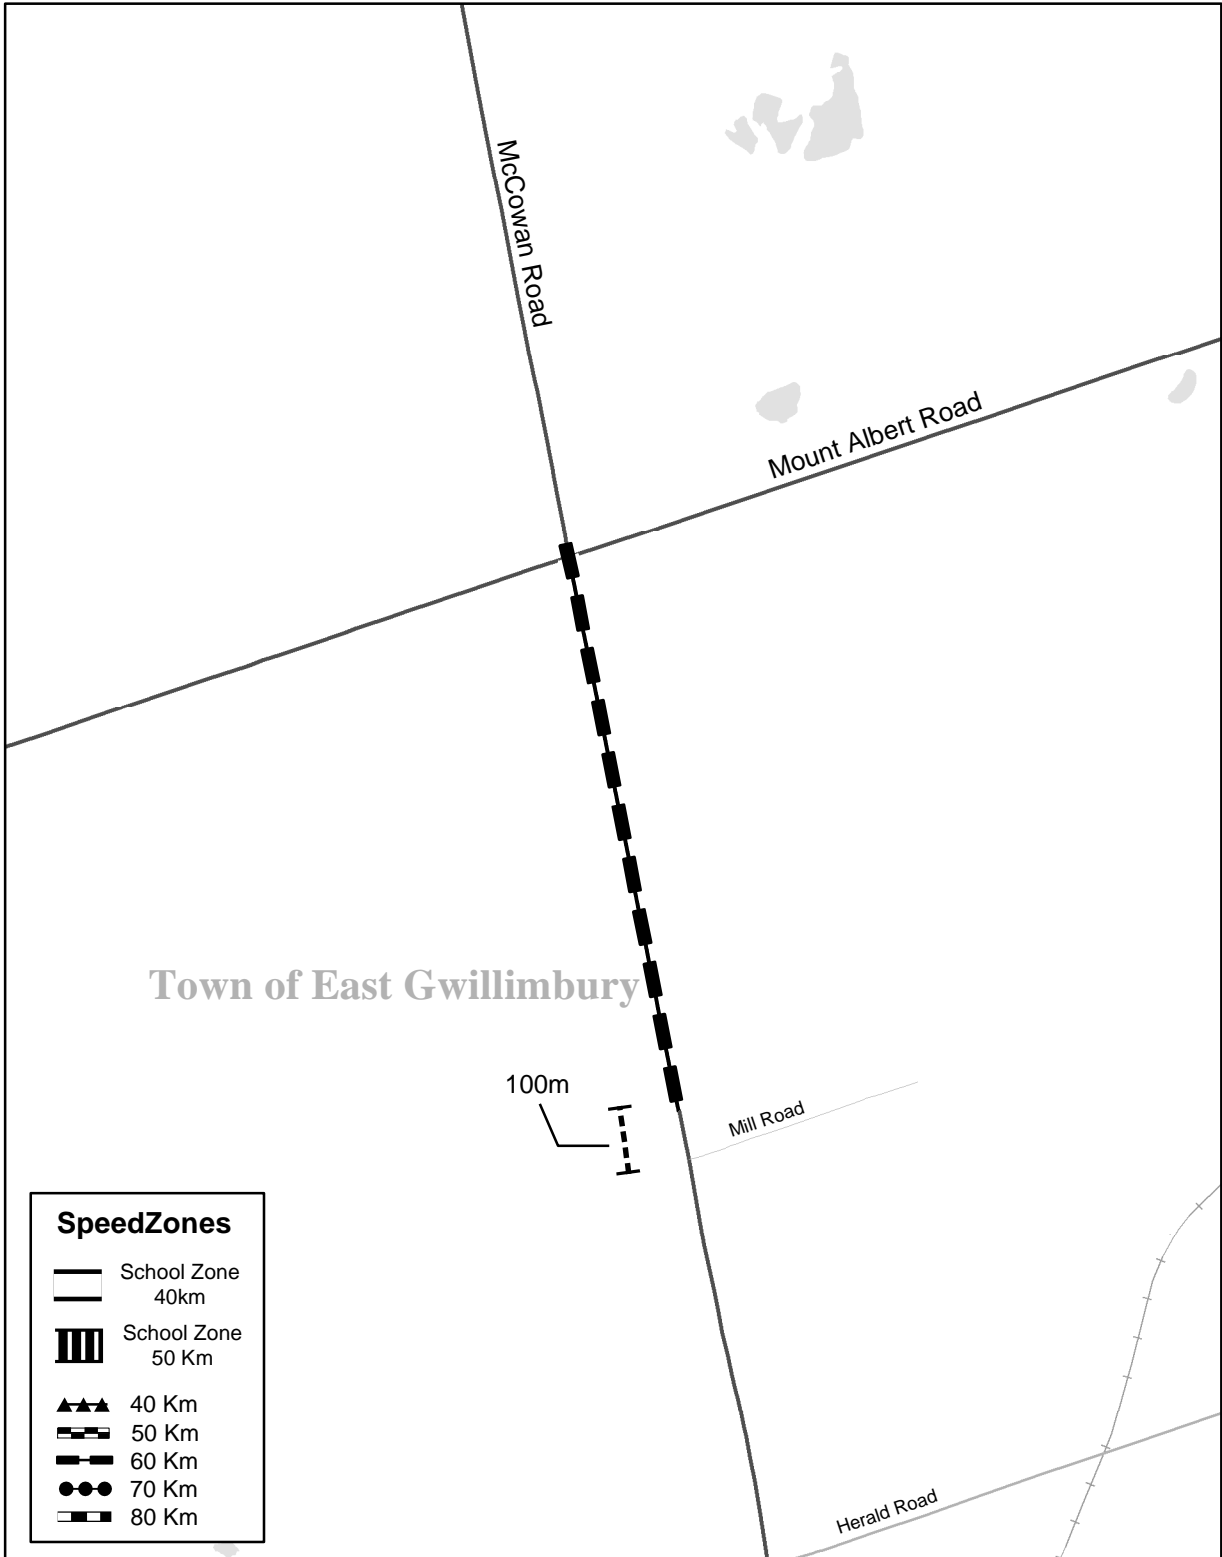 McCowan Road
Mount Albert Road
Town of East Gwillimbury
100m
Mill Road
SpeedZones
School Zone
40km
School Zone
50 Km
40 Km
50 Km
60 Km
70 Km
80 Km
Herald Road